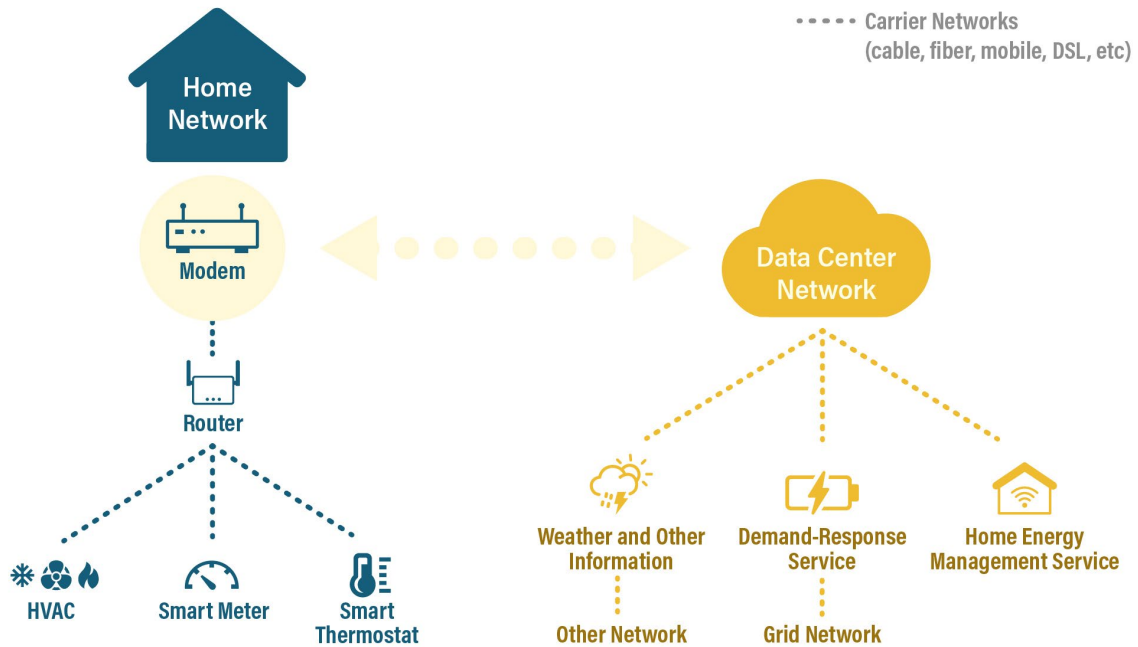 Carrier Networks
(cable, fiber, mobile, DSL, etc)
Home
Network
Modem
Data Center
Network
Router
Weather and Other
Information
Demand-Response
Service
Home Energy
Management Service
HVAC
Smart Meter
Smart
Thermostat
Other Network
Grid Network